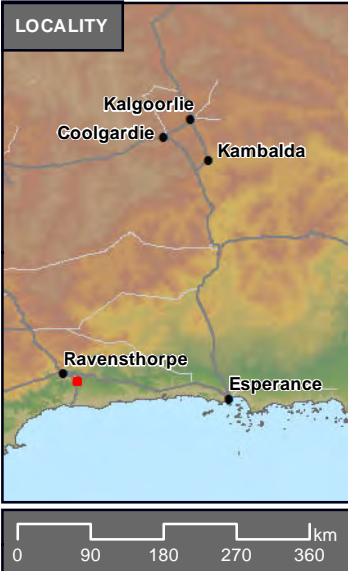 LOCALITY
Kalgoorlie
Coolgardie
Kambalda
Ravensthorpe
Esperance
km
0 90 180 270 360